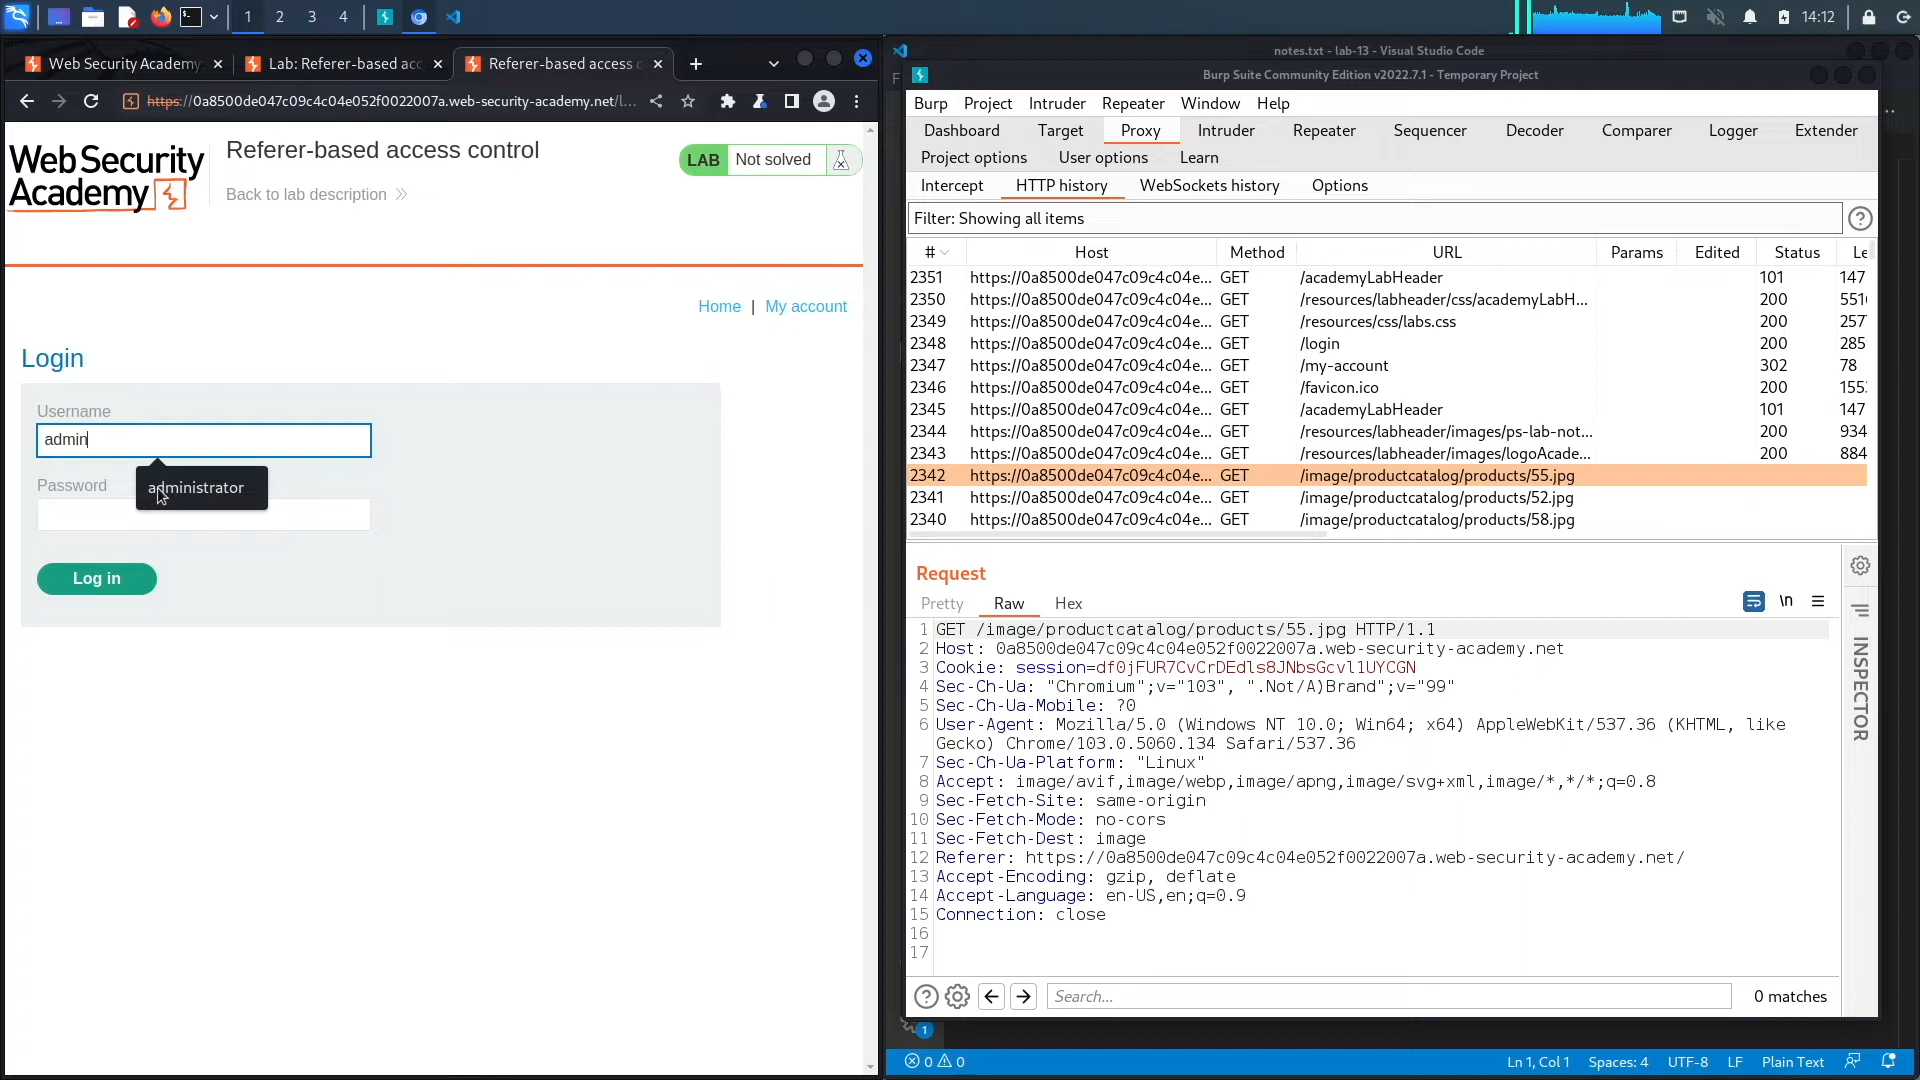 1 2 3 4
14:12
Web Security Academy
Lab: Referer-based acc
Referer-based access c
https://0a8500de047c09c4c04e052f0022007a.web-security-academy.net/l...
Web Security Academy
Referer-based access control
Back to lab description
LAB Not solved
Home | My account
Login
Username
admin
administrator
Password
Log in
notes.txt - lab-13 - Visual Studio Code
F
Burp Suite Community Edition v2022.7.1 - Temporary Project
Burp Project Intruder Repeater Window Help
Dashboard Target Proxy Intruder Repeater Sequencer Decoder Comparer Logger Extender
Project options User options Learn
Intercept HTTP history WebSockets history Options
Filter: Showing all items
# Host Method URL Params Edited Status Le
2351 https://0a8500de047c09c4c04e... GET /academyLabHeader 101 147
2350 https://0a8500de047c09c4c04e... GET /resources/labheader/css/academyLabH... 200 551
2349 https://0a8500de047c09c4c04e... GET /resources/css/labs.css 200 257
2348 https://0a8500de047c09c4c04e... GET /login 200 285
2347 https://0a8500de047c09c4c04e... GET /my-account 302 78
2346 https://0a8500de047c09c4c04e... GET /favicon.ico 200 155
2345 https://0a8500de047c09c4c04e... GET /academyLabHeader 101 147
2344 https://0a8500de047c09c4c04e... GET /resources/labheader/images/ps-lab-not... 200 934
2343 https://0a8500de047c09c4c04e... GET /resources/labheader/images/logoAcade... 200 884
2342 https://0a8500de047c09c4c04e... GET /image/productcatalog/products/55.jpg
2341 https://0a8500de047c09c4c04e... GET /image/productcatalog/products/52.jpg
2340 https://0a8500de047c09c4c04e... GET /image/productcatalog/products/58.jpg
Request
Pretty Raw Hex
\n
1 GET /image/productcatalog/products/55.jpg HTTP/1.1
2 Host: 0a8500de047c09c4c04e052f0022007a.web-security-academy.net
3 Cookie: session=df0jFUR7CvCrDEdls8JNbsGcvl1UYCGN
4 Sec-Ch-Ua: "Chromium";v="103", ".Not/A)Brand";v="99"
5 Sec-Ch-Ua-Mobile: ?0
6 User-Agent: Mozilla/5.0 (Windows NT 10.0; Win64; x64) AppleWebKit/537.36 (KHTML, like
Gecko) Chrome/103.0.5060.134 Safari/537.36
7 Sec-Ch-Ua-Platform: "Linux"
8 Accept: image/avif,image/webp,image/apng,image/svg+xml,image/*,*/*;q=0.8
9 Sec-Fetch-Site: same-origin
10 Sec-Fetch-Mode: no-cors
11 Sec-Fetch-Dest: image
12 Referer: https://0a8500de047c09c4c04e052f0022007a.web-security-academy.net/
13 Accept-Encoding: gzip, deflate
14 Accept-Language: en-US,en;q=0.9
15 Connection: close
16
17
INSPECTOR
Search...
0 matches
1
0 0
Ln 1, Col 1 Spaces: 4 UTF-8 LF Plain Text